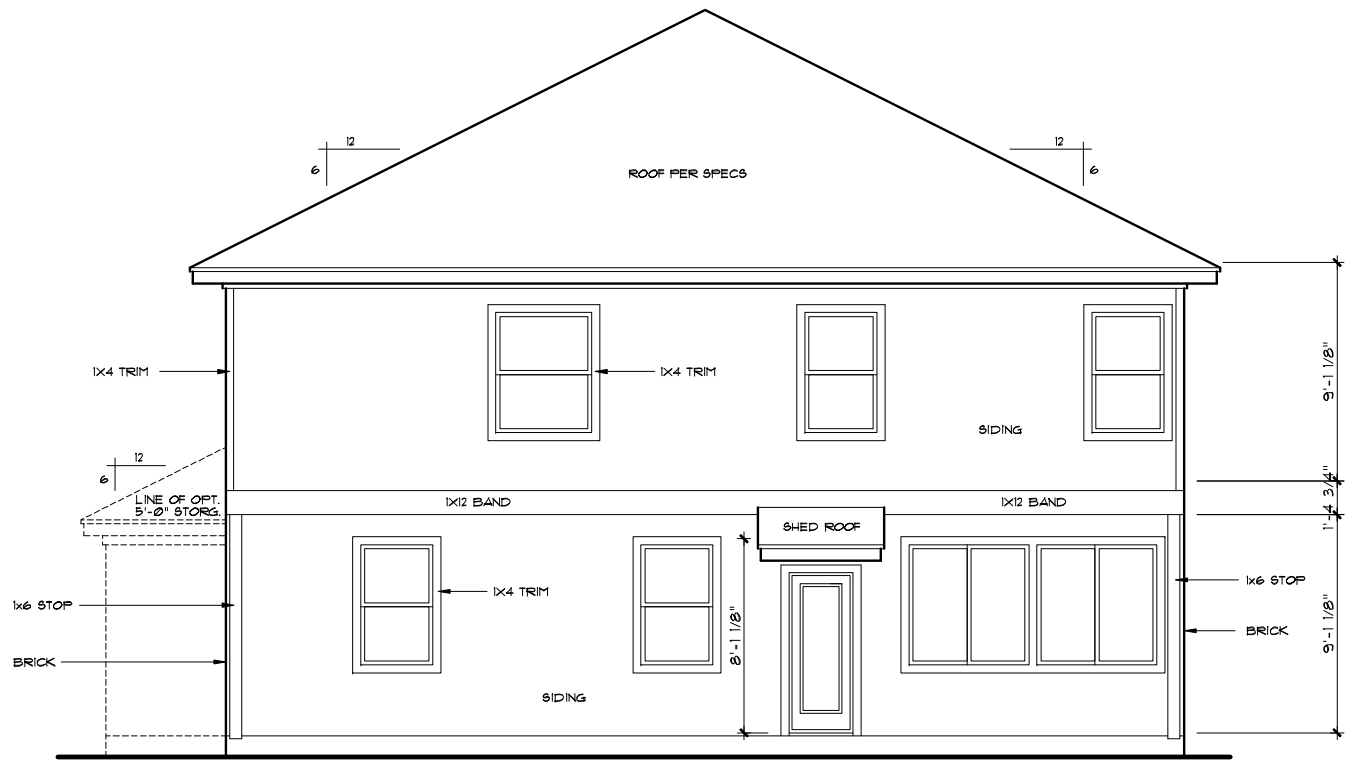 12
12
6
6
ROOF PER SPECS
1X4 TRIM
1X4 TRIM
9'-1 1/8"
SIDING
12
6
LINE OF OPT.
5'-0" STORG.
1X12 BAND
1X12 BAND
1'-4 3/4"
SHED ROOF
1X4 TRIM
1x6 STOP
1x6 STOP
8'-1 1/8"
9'-1 1/8"
BRICK
BRICK
SIDING